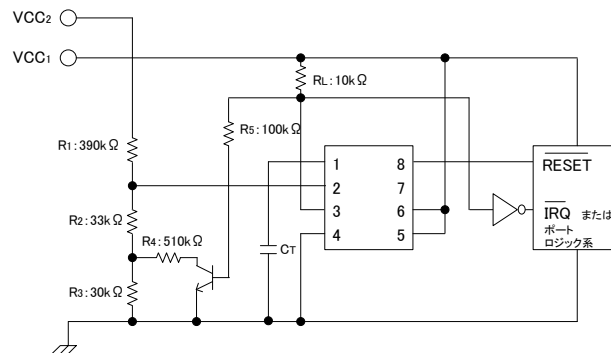 VCC2
VCC1
RL:10kΩ
R5:100kΩ
R1:390kΩ
1 8
2 7
3 6
4 5
RESET
IRQ または
ポート
ロジック系
R2:33kΩ
R4:510kΩ
CT
R3:30kΩ